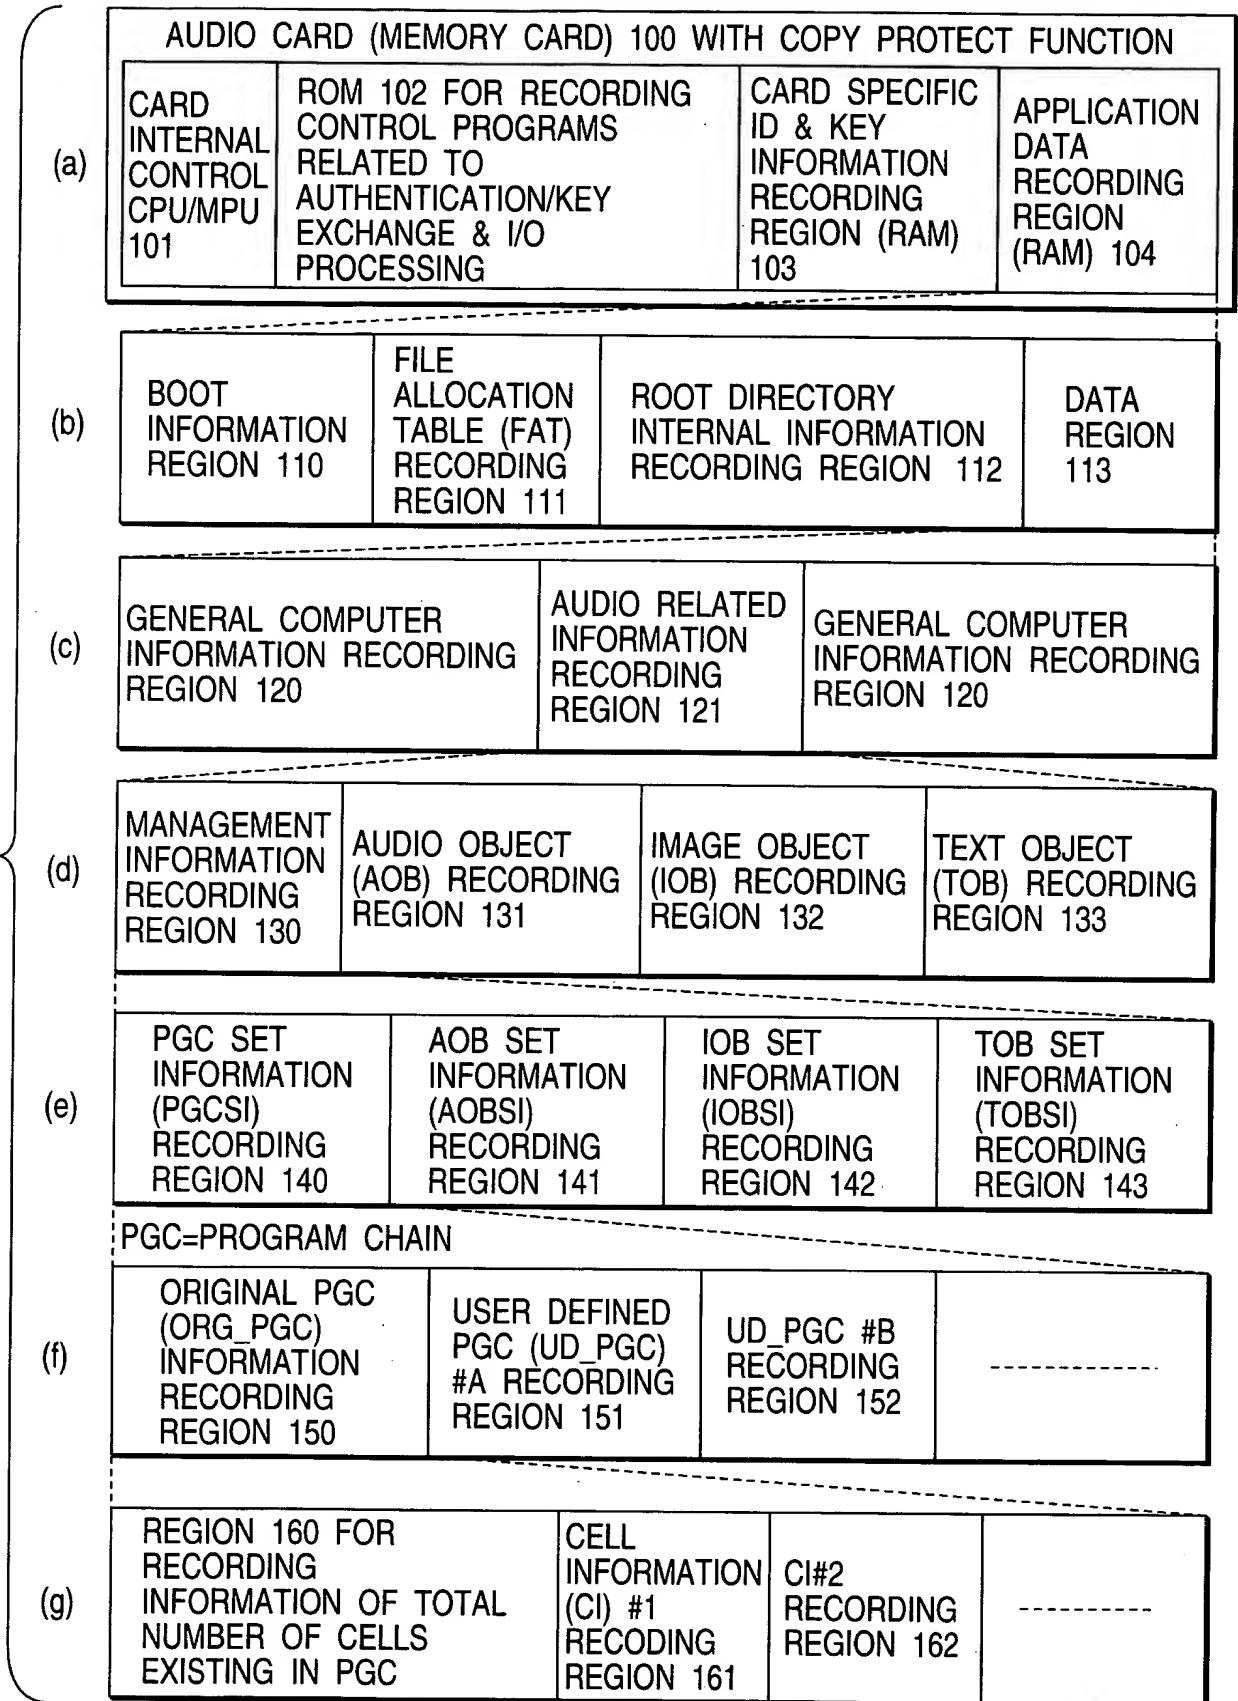 AUDIO CARD (MEMORY CARD) 100 WITH COPY PROTECT FUNCTION
(a)
CARD
INTERNAL
CONTROL
CPU/MPU
101
ROM 102 FOR RECORDING
CONTROL PROGRAMS
RELATED TO
AUTHENTICATION/KEY
EXCHANGE & I/O
PROCESSING
CARD SPECIFIC
ID & KEY
INFORMATION
RECORDING
REGION (RAM)
103
APPLICATION
DATA
RECORDING
REGION
(RAM) 104
(b)
BOOT
INFORMATION
REGION 110
FILE
ALLOCATION
TABLE (FAT)
RECORDING
REGION 111
ROOT DIRECTORY
INTERNAL INFORMATION
RECORDING REGION 112
DATA
REGION
113
(c)
GENERAL COMPUTER
INFORMATION RECORDING
REGION 120
AUDIO RELATED
INFORMATION
RECORDING
REGION 121
GENERAL COMPUTER
INFORMATION RECORDING
REGION 120
(d)
MANAGEMENT
INFORMATION
RECORDING
REGION 130
AUDIO OBJECT
(AOB) RECORDING
REGION 131
IMAGE OBJECT
(IOB) RECORDING
REGION 132
TEXT OBJECT
(TOB) RECORDING
REGION 133
(e)
PGC SET
INFORMATION
(PGCSI)
RECORDING
REGION 140
AOB SET
INFORMATION
(AOBSI)
RECORDING
REGION 141
IOB SET
INFORMATION
(IOBSI)
RECORDING
REGION 142
TOB SET
INFORMATION
(TOBSI)
RECORDING
REGION 143
PGC=PROGRAM CHAIN
(f)
ORIGINAL PGC
(ORG_PGC)
INFORMATION
RECORDING
REGION 150
USER DEFINED
PGC (UD_PGC)
#A RECORDING
REGION 151
UD_PGC #B
RECORDING
REGION 152
(g)
REGION 160 FOR
RECORDING
INFORMATION OF TOTAL
NUMBER OF CELLS
EXISTING IN PGC
CELL
INFORMATION
(CI) #1
RECODING
REGION 161
CI#2
RECORDING
REGION 162